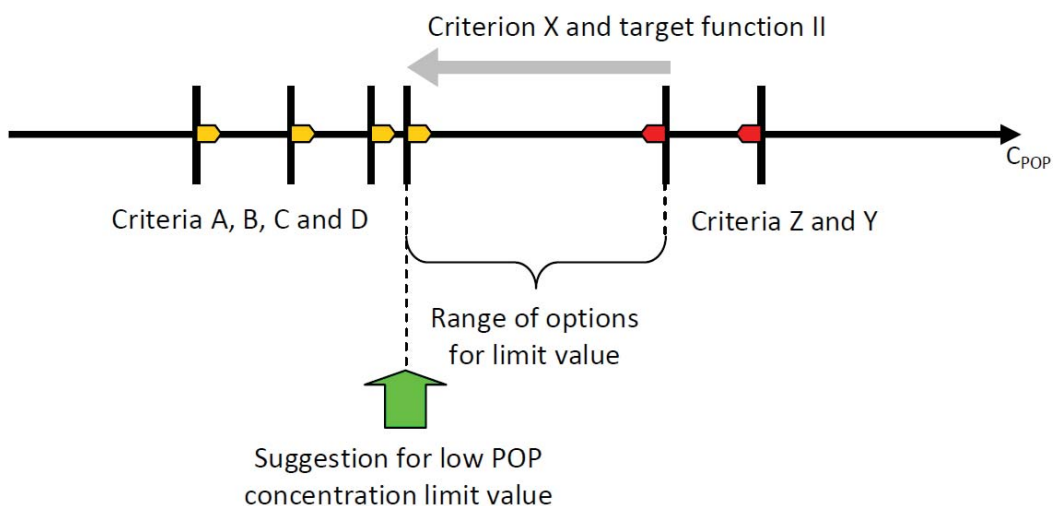 Criterion X and target function II
C_POP
Criteria A, B, C and D
Criteria Z and Y
Range of options
for limit value
Suggestion for low POP
concentration limit value